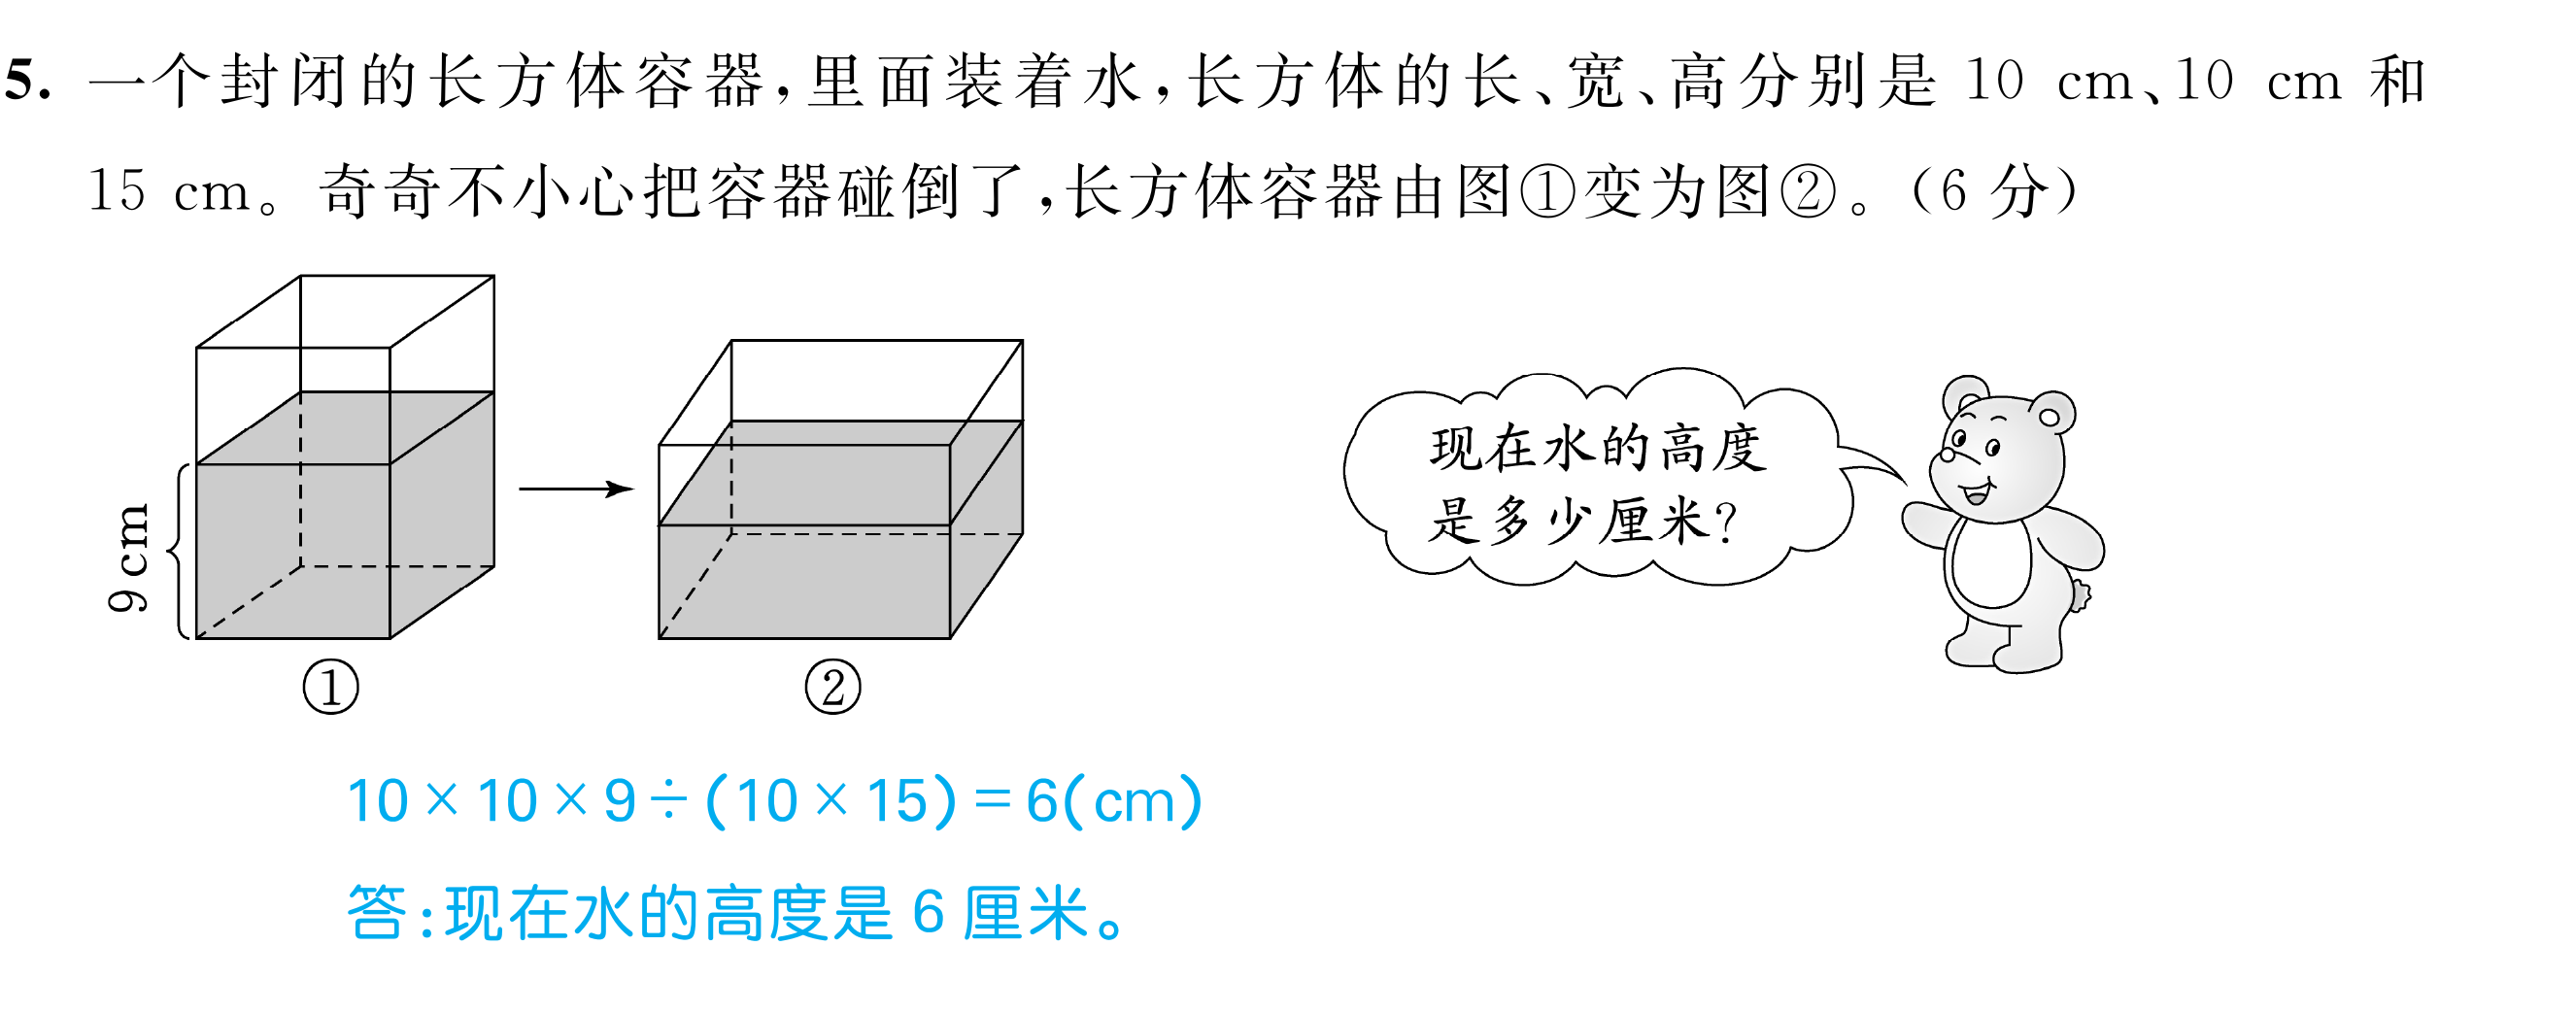 5. 一个封闭的长方体容器,里面装着水,长方体的长、宽、高分别是 10 cm、10 cm 和
15 cm。奇奇不小心把容器碰倒了,长方体容器由图①变为图②。(6 分)
9 cm
①
②
现在水的高度
是多少厘米?
10×10×9÷(10×15)=6(cm)
答:现在水的高度是 6 厘米。